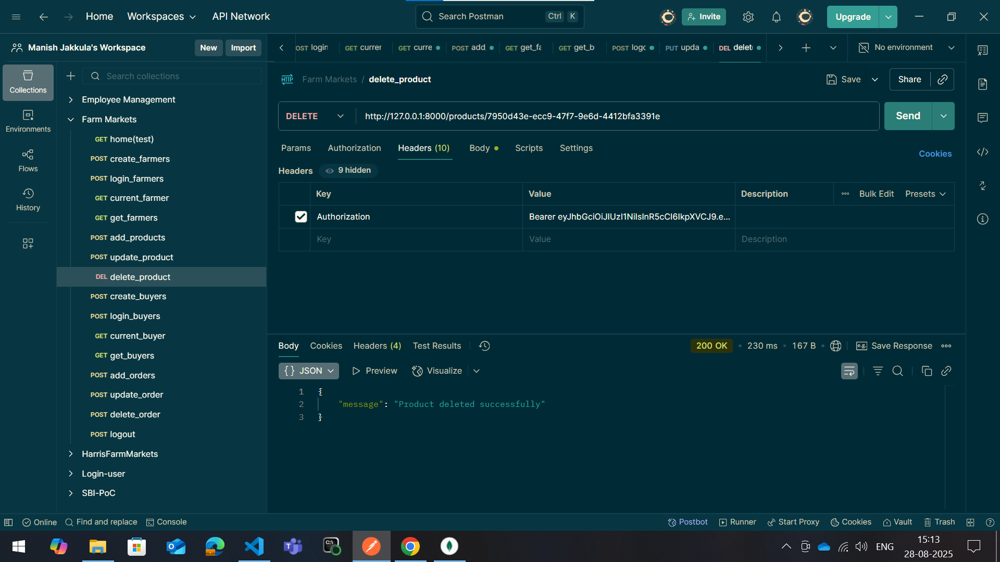 Home
Workspaces
API Network
Search Postman
Ctrl
K
Invite
Upgrade
Manish Jakkula's Workspace
New
Import
OST login
GET currer
GET curre
POST add_
GET get_fa
GET get_b
POST logo
PUT upda
DEL delet
No environment
Collections
Environments
Flows
History
Search collections
Employee Management
Farm Markets
GET home(test)
POST create_farmers
POST login_farmers
GET current_farmer
GET get_farmers
POST add_products
POST update_product
DEL delete_product
POST create_buyers
POST login_buyers
GET current_buyer
GET get_buyers
POST add_orders
POST update_order
POST delete_order
POST logout
HarrisFarmMarkets
Login-user
SBI-PoC
HTTP
Farm Markets / delete_product
Save
Share
DELETE
http://127.0.0.1:8000/products/7950d43e-ecc9-47f7-9e6d-4412bfa3391e
Send
Params
Authorization
Headers (10)
Body
Scripts
Settings
Cookies
Headers
9 hidden
Key
Value
Description
Bulk Edit
Presets
Authorization
Bearer eyJhbGciOiJIUzI1NiIsInR5cCI6IkpXVCJ9.e...
Key
Value
Description
Body
Cookies
Headers (4)
Test Results
200 OK
230 ms
167 B
e.g.
Save Response
{} JSON
Preview
Visualize
1 {
2 "message": "Product deleted successfully"
3 }
Online
Find and replace
Console
Postbot
Runner
Start Proxy
Cookies
Vault
Trash
ENG
15:13
28-08-2025